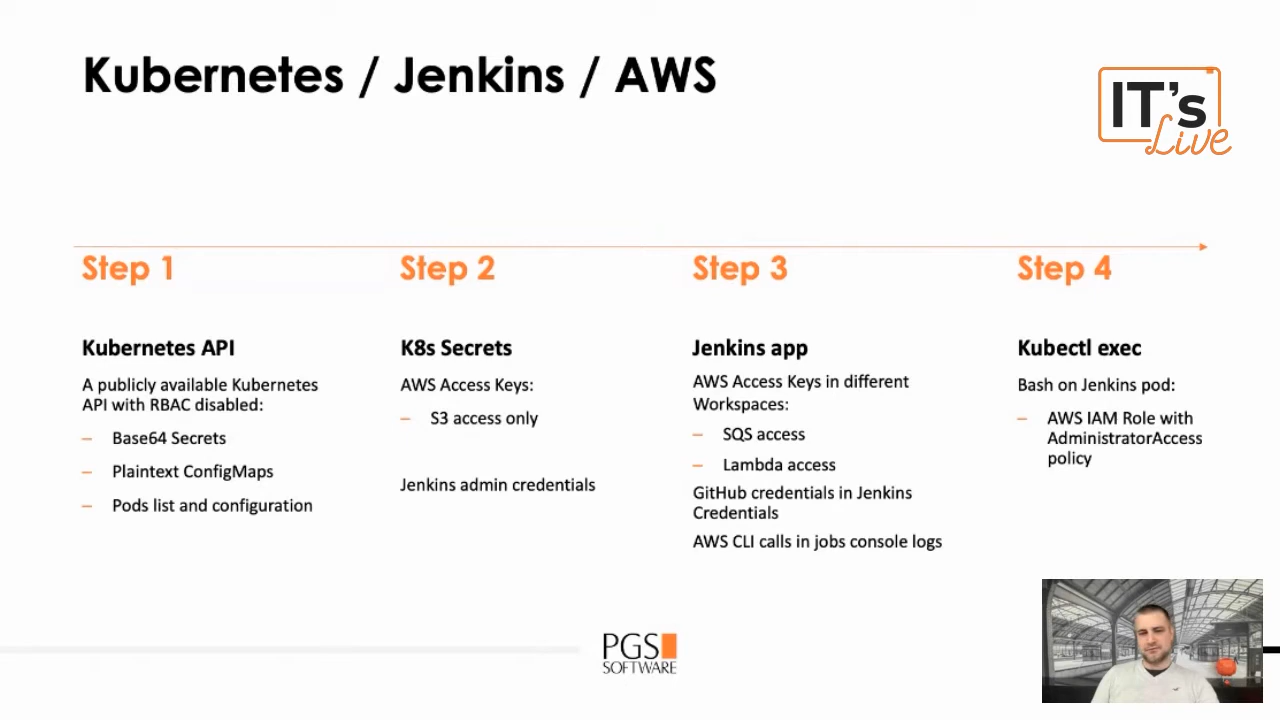 Kubernetes / Jenkins / AWS
IT's
Live
Step 1
Kubernetes API
A publicly available Kubernetes
API with RBAC disabled:
– Base64 Secrets
– Plaintext ConfigMaps
– Pods list and configuration
Step 2
K8s Secrets
AWS Access Keys:
– S3 access only
Jenkins admin credentials
Step 3
Jenkins app
AWS Access Keys in different
Workspaces:
– SQS access
– Lambda access
GitHub credentials in Jenkins
Credentials
AWS CLI calls in jobs console logs
Step 4
Kubectl exec
Bash on Jenkins pod:
– AWS IAM Role with
AdministratorAccess
policy
PGS
SOFTWARE